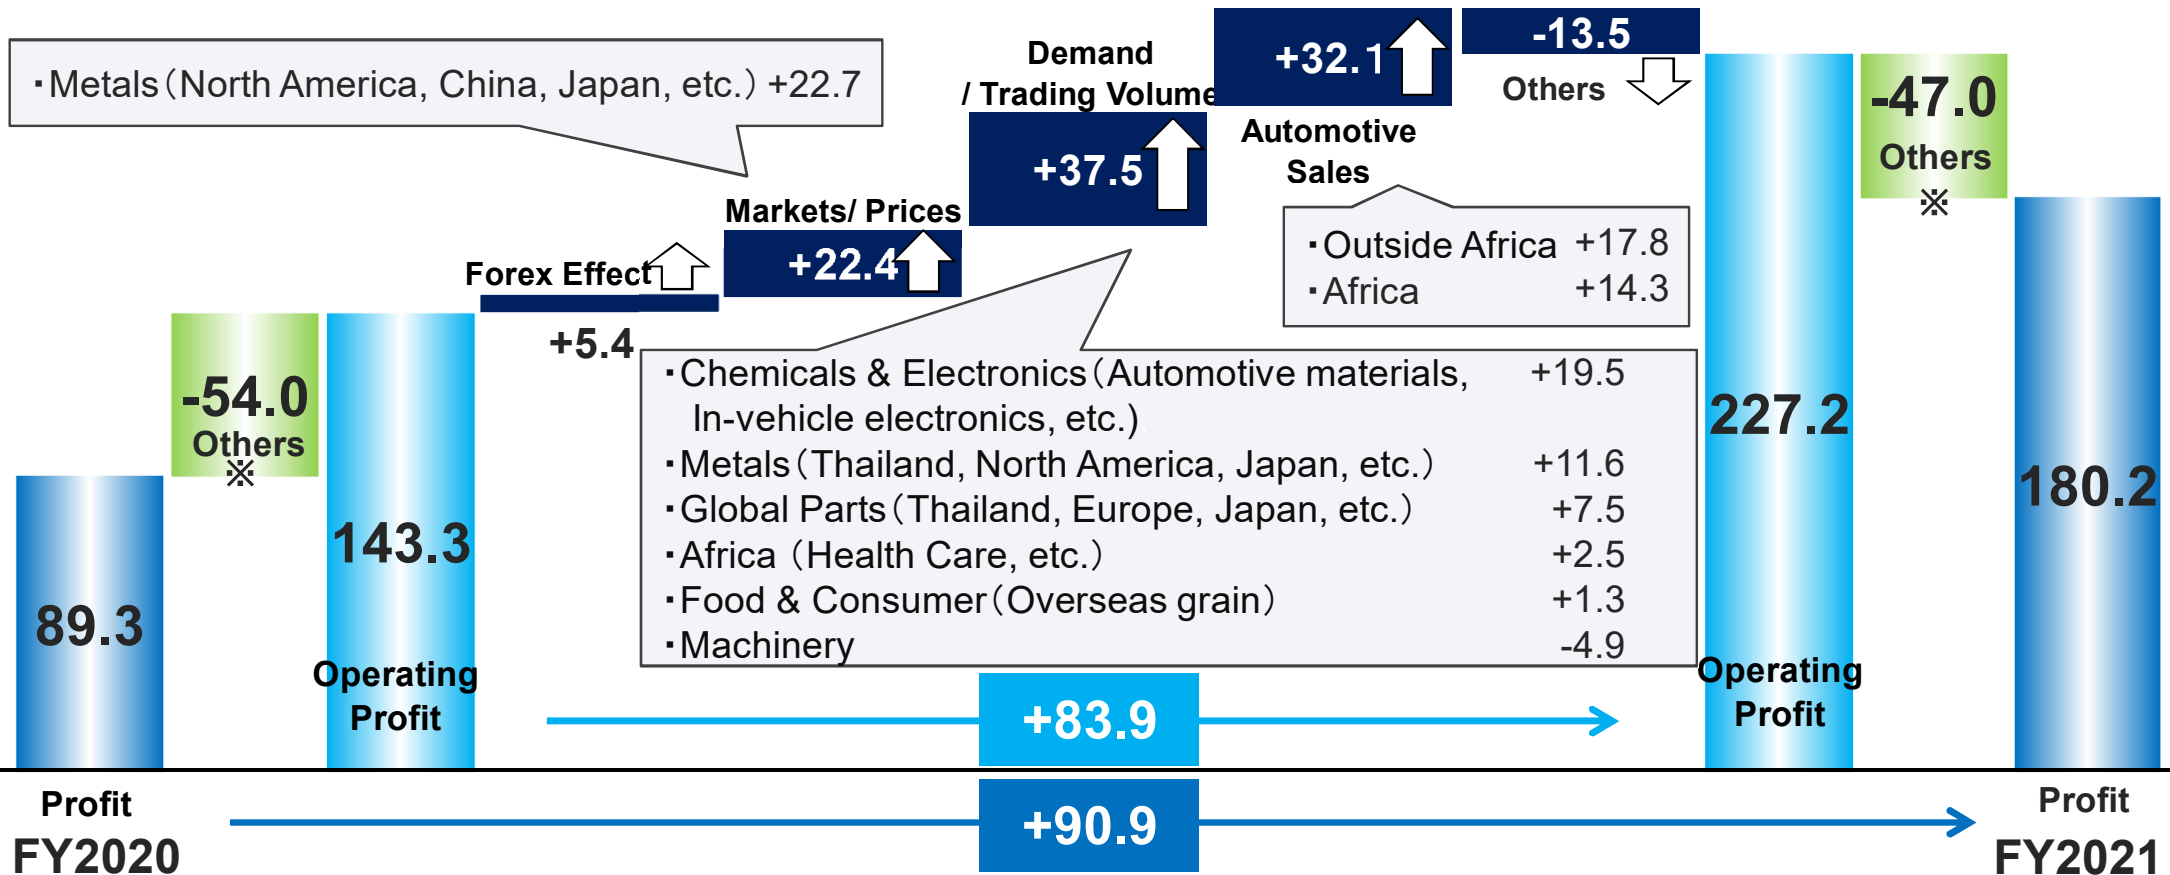 ・Metals（North America, China, Japan, etc.）+22.7
89.3
Profit
FY2020
-54.0
Others
※
143.3
Operating
Profit
Forex Effect
+5.4
Markets/ Prices
+22.4
Demand
/ Trading Volume
+37.5
+32.1
Automotive
Sales
・Outside Africa +17.8
・Africa +14.3
-13.5
Others
・Chemicals & Electronics（Automotive materials, +19.5
In-vehicle electronics, etc.)
・Metals（Thailand, North America, Japan, etc.） +11.6
・Global Parts（Thailand, Europe, Japan, etc.） +7.5
・Africa （Health Care, etc.） +2.5
・Food & Consumer（Overseas grain） +1.3
・Machinery -4.9
+83.9
+90.9
227.2
Operating
Profit
-47.0
Others
※
180.2
Profit
FY2021